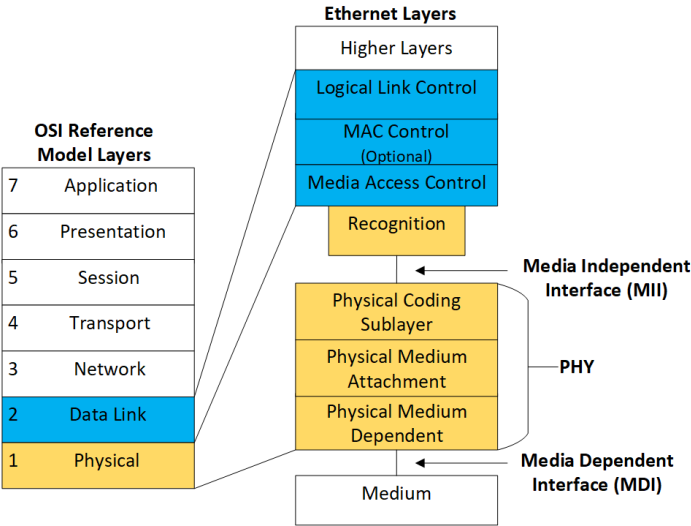 Ethernet Layers
Higher Layers
Logical Link Control
MAC Control
(Optional)
Media Access Control
Recognition
Media Independent
Interface (MII)
Physical Coding
Sublayer
Physical Medium
Attachment
Physical Medium
Dependent
PHY
Media Dependent
Interface (MDI)
Medium
OSI Reference
Model Layers
7 Application
6 Presentation
5 Session
4 Transport
3 Network
2 Data Link
1 Physical